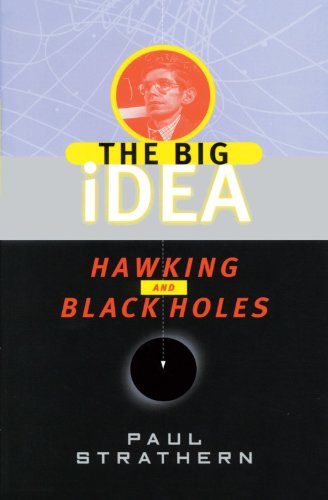 THE BIG
iDEA
HAWKING
AND
BLACK HOLES
PAUL
STRATHERN